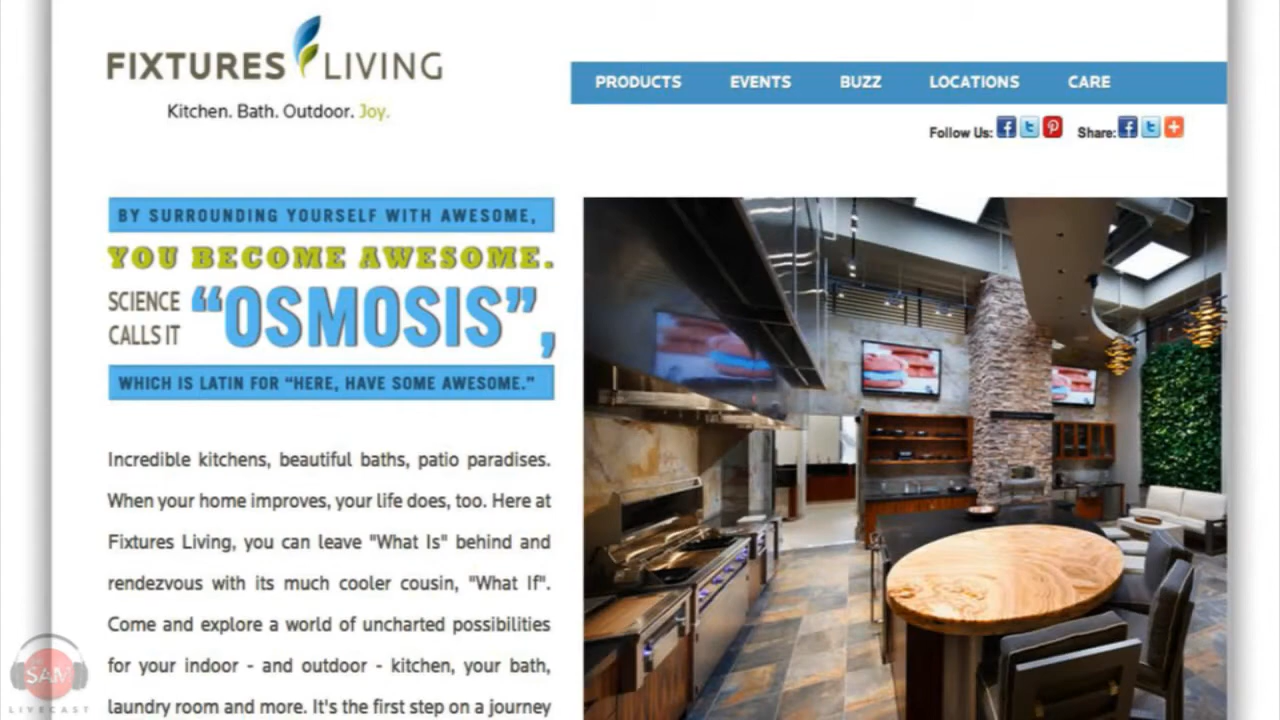 FIXTURES LIVING
Kitchen. Bath. Outdoor. Joy.
PRODUCTS EVENTS BUZZ LOCATIONS CARE
Follow Us: Share:
BY SURROUNDING YOURSELF WITH AWESOME,
YOU BECOME AWESOME.
SCIENCE
CALLS IT
“OSMOSIS”,
WHICH IS LATIN FOR “HERE, HAVE SOME AWESOME.”
Incredible kitchens, beautiful baths, patio paradises.
When your home improves, your life does, too. Here at
Fixtures Living, you can leave "What Is" behind and
rendezvous with its much cooler cousin, "What If".
Come and explore a world of uncharted possibilities
for your indoor - and outdoor - kitchen, your bath,
laundry room and more. It's the first step on a journey
SAM
LIVECAST